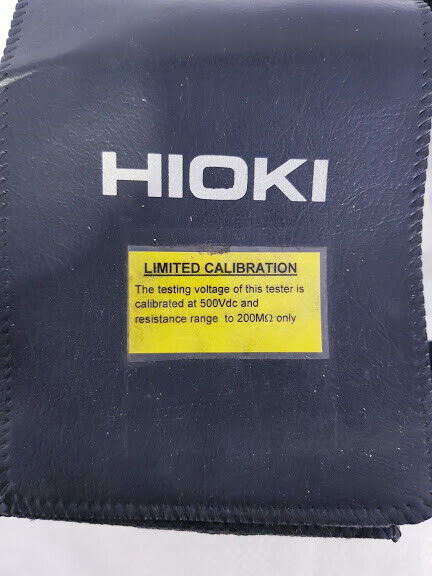 HIOKI
LIMITED CALIBRATION
The testing voltage of this tester is
calibrated at 500Vdc and
resistance range  to 200MΩ only